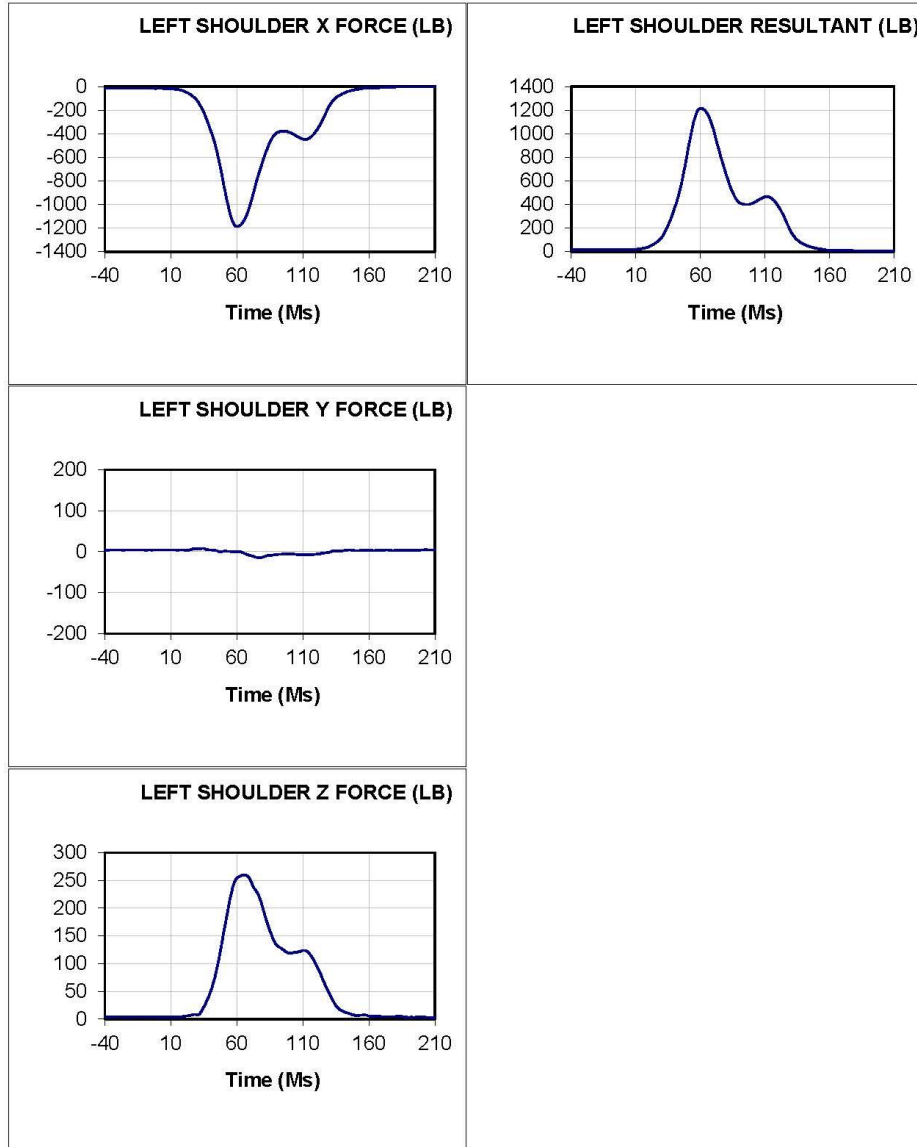 LEFT SHOULDER X FORCE (LB)
0
-200
-400
-600
-800
-1000
-1200
-1400
-40 10 60 110 160 210
Time (Ms)
LEFT SHOULDER RESULTANT (LB)
1400
1200
1000
800
600
400
200
0
-40 10 60 110 160 210
Time (Ms)
LEFT SHOULDER Y FORCE (LB)
200
100
0
-100
-200
-40 10 60 110 160 210
Time (Ms)
LEFT SHOULDER Z FORCE (LB)
300
250
200
150
100
50
0
-40 10 60 110 160 210
Time (Ms)